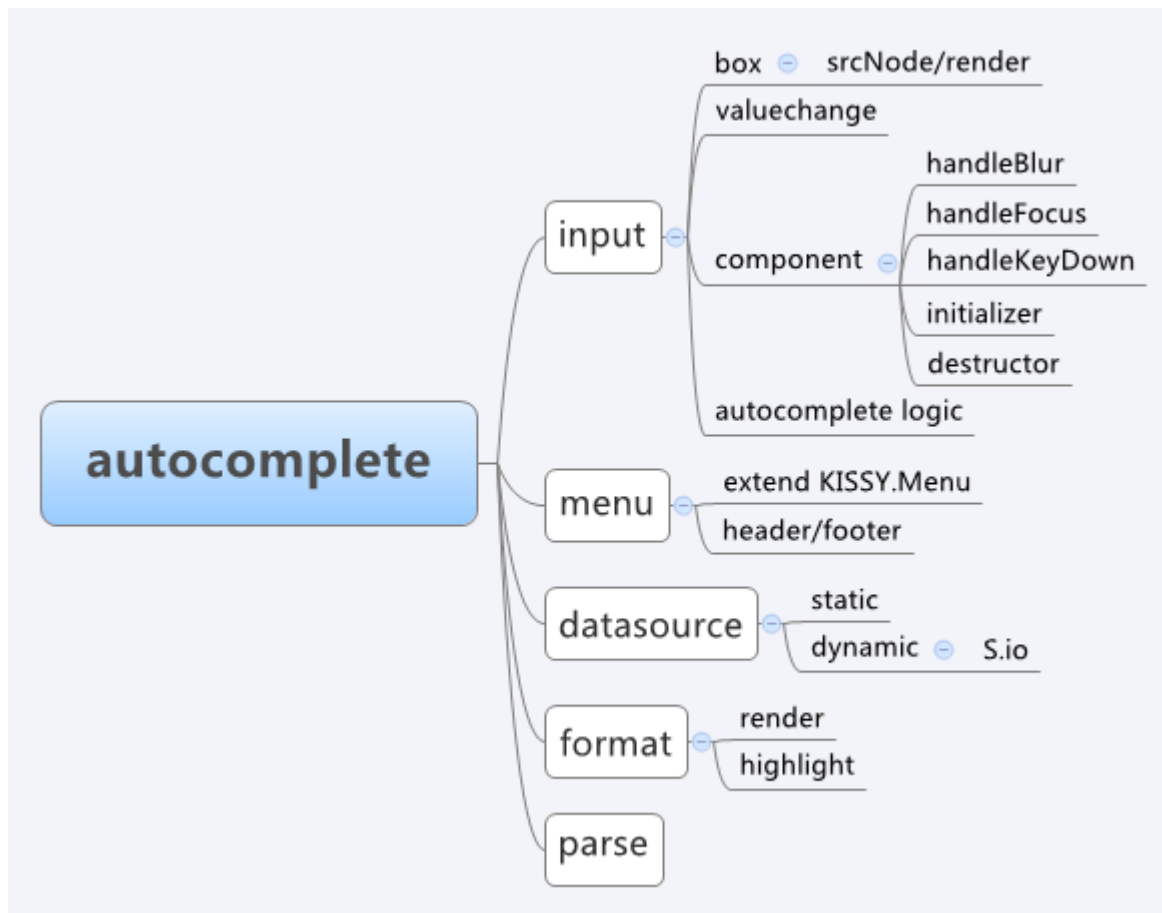 autocomplete
input
box
srcNode/render
valuechange
component
handleBlur
handleFocus
handleKeyDown
initializer
destructor
autocomplete logic
menu
extend KISSY.Menu
header/footer
datasource
static
dynamic
S.io
format
render
highlight
parse